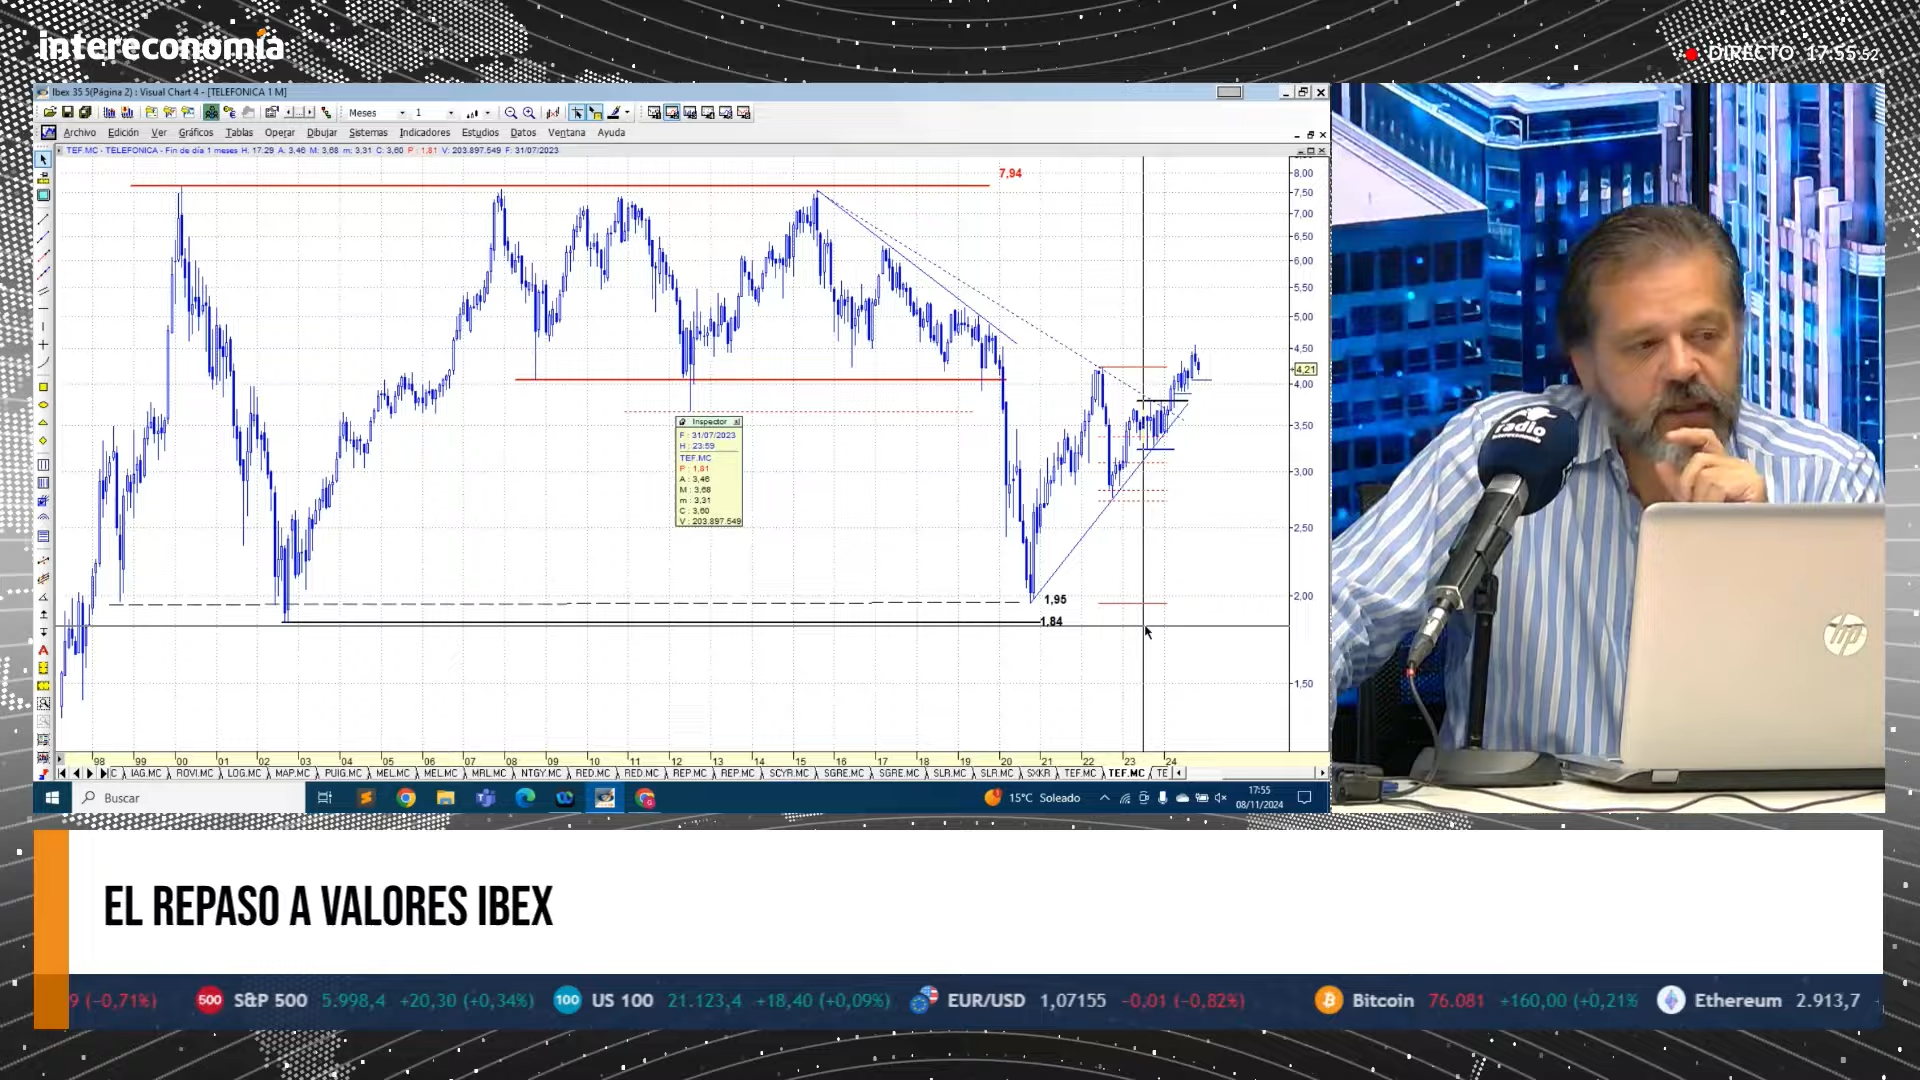 intereconomía
DIRECTO 17:55:52
Ibex 35 5(Página 2) : Visual Chart 4 - [TELEFONICA 1 M]
Meses 1
Archivo Edición Ver Gráficos Tablas Operar Dibujar Sistemas Indicadores Estudios Datos Ventana Ayuda
TEF.MC - TELEFONICA - Fin de día 1 meses H: 17:29 A: 3,46 M: 3,68 m: 3,31 C: 3,60 P : 1,81 V: 203.897.549 F: 31/07/2023
7,94
8,00
7,50
7,00
6,50
6,00
5,50
5,00
4,50
4,21
4,00
3,50
3,00
2,50
2,00
1,50
Inspector
F : 31/07/2023
H : 23:59
TEF.MC
P : 1,81
A : 3,46
M : 3,68
m : 3,31
C : 3,60
V : 203.897.549
1,95
1,84
98 99 00 01 02 03 04 05 06 07 08 09 10 11 12 13 14 15 16 17 18 19 20 21 22 23 24
C IAG.MC ROVI.MC LOG.MC MAP.MC PUIG.MC MEL.MC MEL.MC MRL.MC NTGY.MC RED.MC RED.MC REP.MC REP.MC SCYR.MC SGRE.MC SGRE.MC SLR.MC SLR.MC SXKR TEF.MC TEF.MC TE
Buscar
15°C Soleado
17:55
08/11/2024
radio
intereconomía
hp
EL REPASO A VALORES IBEX
9 (−0,71%) 500 S&P 500 5.998,4 +20,30 (+0,34%) 100 US 100 21.123,4 +18,40 (+0,09%) EUR/USD 1,07155 −0,01 (−0,82%) Bitcoin 76.081 +160,00 (+0,21% Ethereum 2.913,7